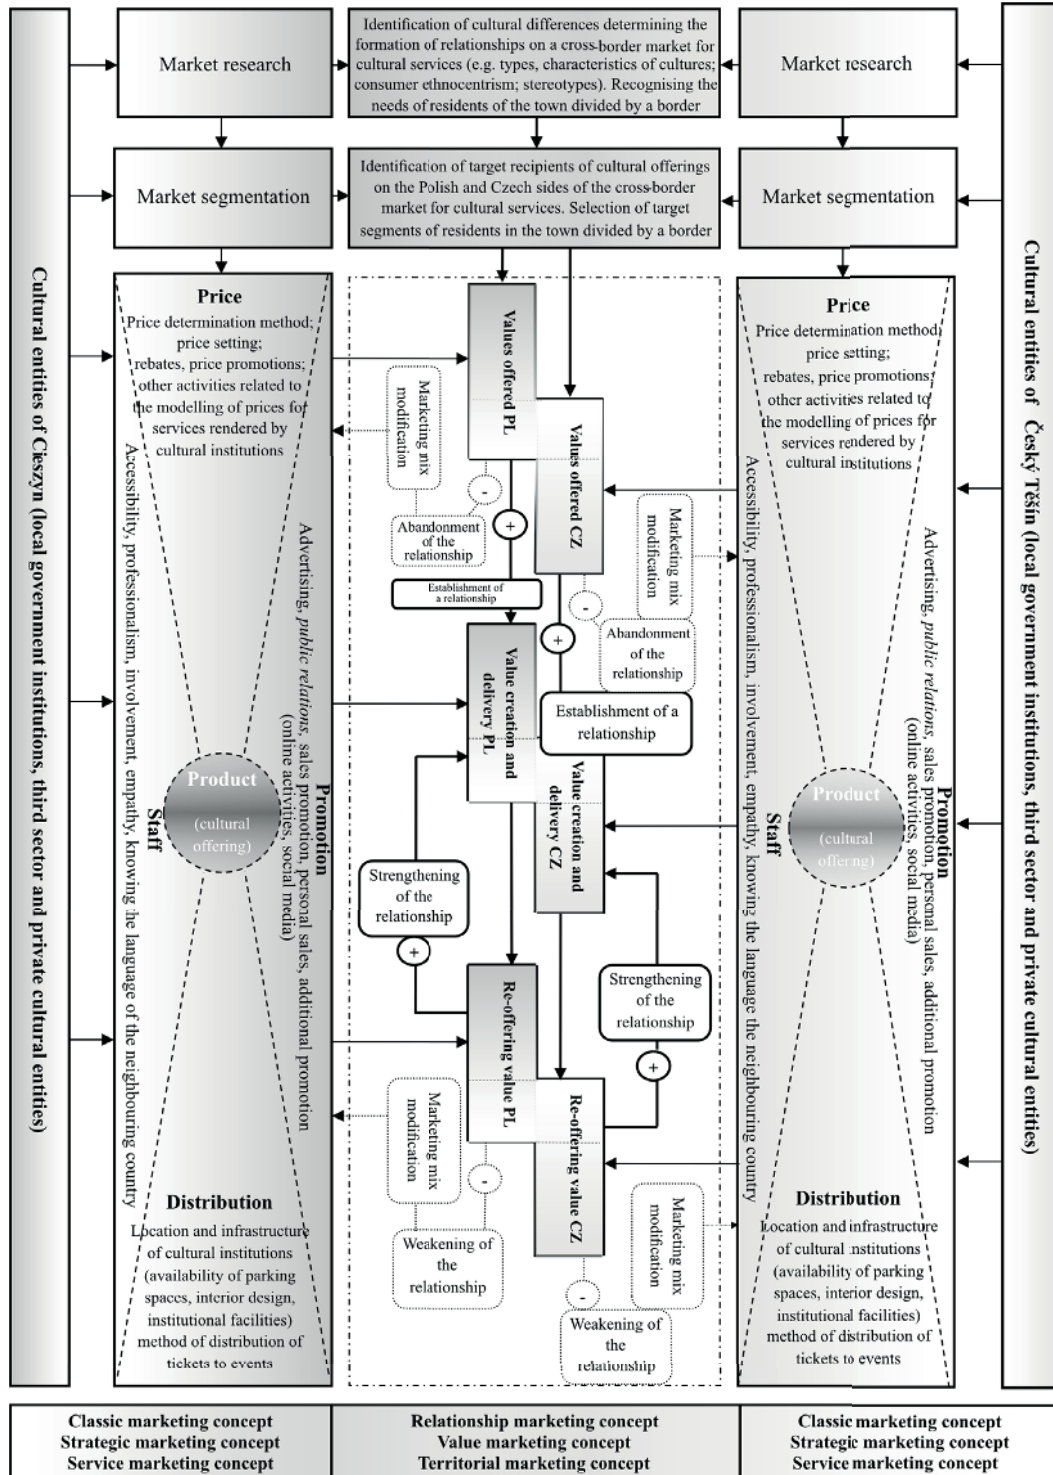 Cultural entities of Cieszyn (local government institutions, third sector and private cultural entities)
Market research
Identification of cultural differences determining the
formation of relationships on a cross-border market for
cultural services (e.g. types, characteristics of cultures;
consumer ethnocentrism; stereotypes). Recognising the
needs of residents of the town divided by a border
Market research
Market segmentation
Identification of target recipients of cultural offerings
on the Polish and Czech sides of the cross-border
market for cultural services. Selection of target
segments of residents in the town divided by a border
Market segmentation
Price
Price determination method;
price setting;
rebates, price promotions;
other activities related to
the modelling of prices for
services rendered by
cultural institutions
Accessibility, professionalism, involvement, empathy, knowing the language of the neighbouring country
Staff
Product
(cultural
offering)
Promotion
Advertising, public relations, sales promotion, personal sales, additional promotion
(online activities, social media)
Distribution
Location and infrastructure
of cultural institutions
(availability of parking
spaces, interior design,
institutional facilities)
method of distribution of
tickets to events
Values offered PL
Values offered CZ
Marketing mix
modification
-
+
Abandonment
of the
relationship
Establishment of
a relationship
Marketing mix
modification
-
+
Abandonment
of the
relationship
Establishment of a
relationship
Value creation and
delivery PL
Value creation and
delivery CZ
Strengthening
of the
relationship
+
Strengthening
of the
relationship
+
Re-offering value PL
Re-offering value CZ
Marketing mix
modification
-
Weakening of
the
relationship
Marketing mix
modification
-
Weakening of
the
relationship
Price
Price determination method;
price setting;
rebates, price promotions;
other activities related to
the modelling of prices for
services rendered by
cultural institutions
Accessibility, professionalism, involvement, empathy, knowing the language the neighbouring country
Staff
Product
(cultural
offering)
Promotion
Advertising, public relations, sales promotion, personal sales, additional promotion
(online activities, social media)
Distribution
Location and infrastructure
of cultural institutions
(availability of parking
spaces, interior design,
institutional facilities)
method of distribution of
tickets to events
Cultural entities of Český Těšín (local government institutions, third sector and private cultural entities)
Classic marketing concept
Strategic marketing concept
Service marketing concept
Relationship marketing concept
Value marketing concept
Territorial marketing concept
Classic marketing concept
Strategic marketing concept
Service marketing concept